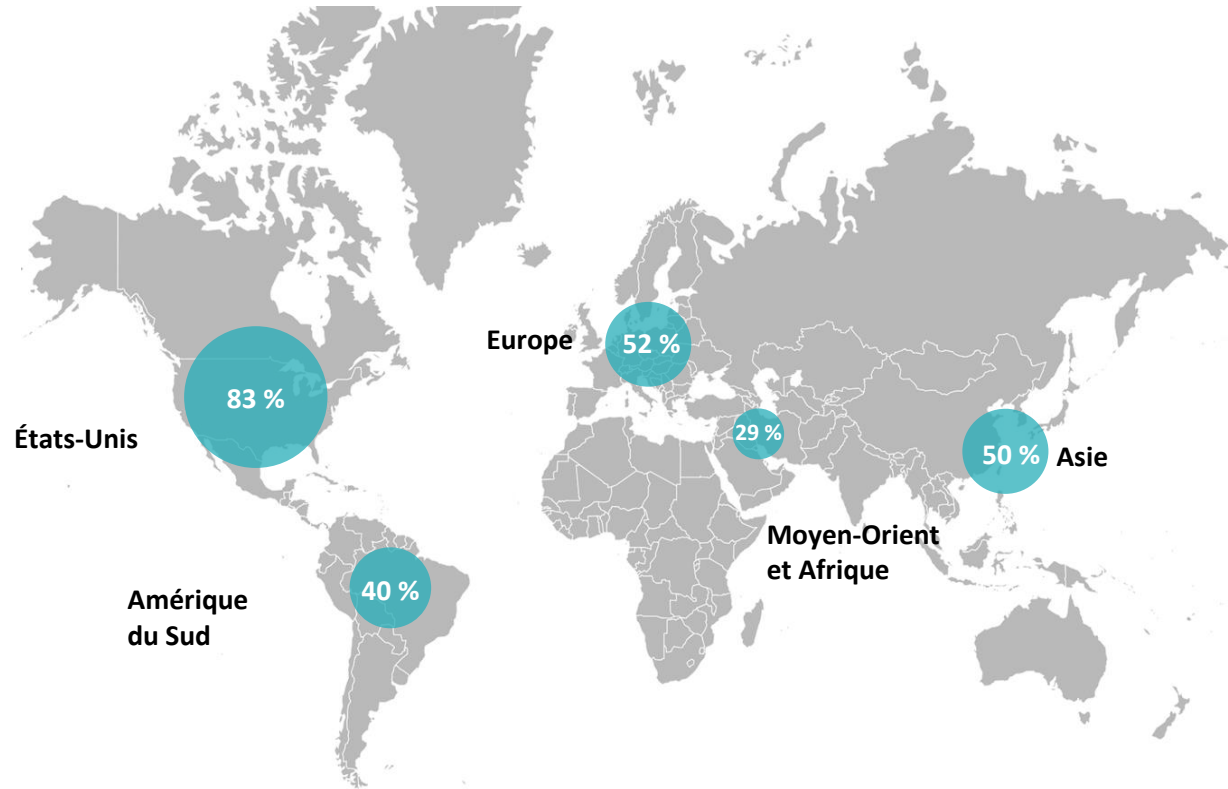 Europe
52 %
83 %
29 %
États-Unis
50 %
Asie
Moyen-Orient
et Afrique
40 %
Amérique
du Sud